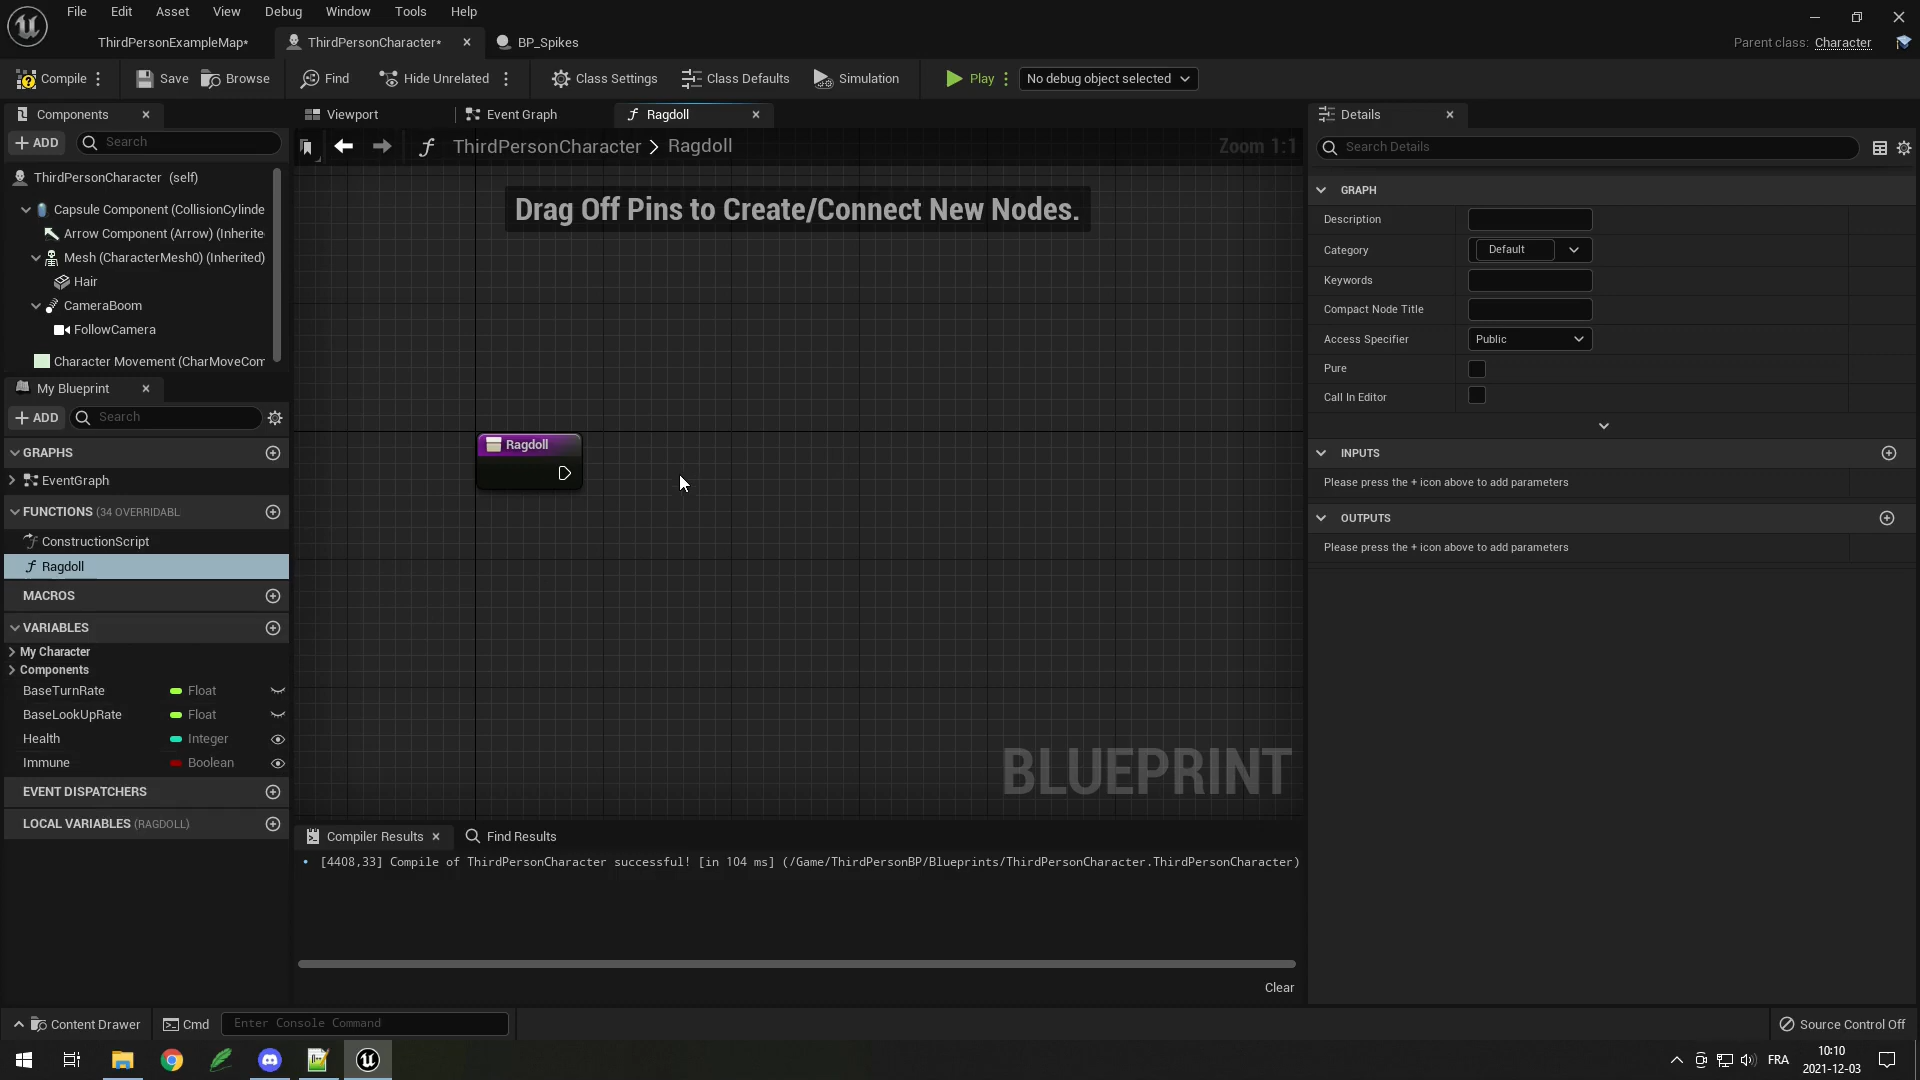 File Edit Asset View Debug Window Tools Help
ThirdPersonExampleMap* ThirdPersonCharacter* BP_Spikes
Parent class: Character
Compile Save Browse Find Hide Unrelated Class Settings Class Defaults Simulation Play No debug object selected
Components
ADD Search
ThirdPersonCharacter (self)
Capsule Component (CollisionCylinde
Arrow Component (Arrow) (Inherite
Mesh (CharacterMesh0) (Inherited)
Hair
CameraBoom
FollowCamera
Character Movement (CharMoveCom
My Blueprint
ADD Search
GRAPHS
EventGraph
FUNCTIONS (34 OVERRIDABL
ConstructionScript
Ragdoll
MACROS
VARIABLES
My Character
Components
BaseTurnRate Float
BaseLookUpRate Float
Health Integer
Immune Boolean
EVENT DISPATCHERS
LOCAL VARIABLES (RAGDOLL)
Viewport Event Graph Ragdoll
ThirdPersonCharacter > Ragdoll
Zoom 1:1
Drag Off Pins to Create/Connect New Nodes.
Ragdoll
BLUEPRINT
Compiler Results Find Results
• [4408,33] Compile of ThirdPersonCharacter successful! [in 104 ms] (/Game/ThirdPersonBP/Blueprints/ThirdPersonCharacter.ThirdPersonCharacter)
Clear
Details
Search Details
GRAPH
Description
Category Default
Keywords
Compact Node Title
Access Specifier Public
Pure
Call In Editor
INPUTS
Please press the + icon above to add parameters
OUTPUTS
Please press the + icon above to add parameters
Content Drawer Cmd Enter Console Command
Source Control Off
FRA
10:10
2021-12-03